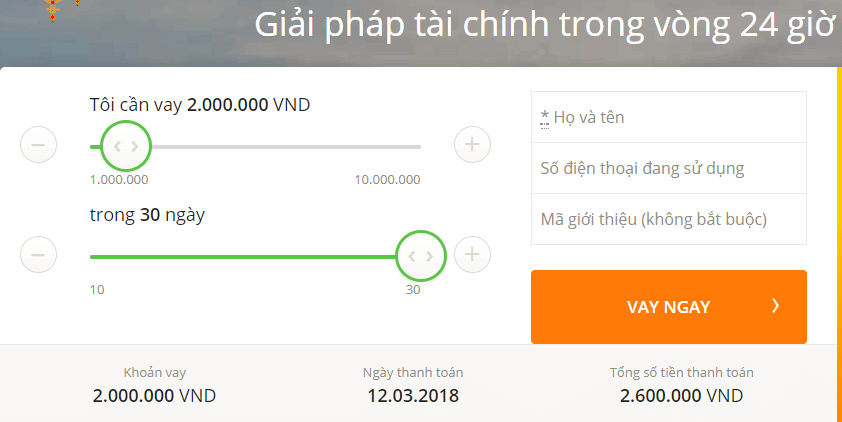 Giải pháp tài chính trong vòng 24 giờ
Tôi cần vay 2.000.000 VND
1.000.000 10.000.000
trong 30 ngày
10 30
* Họ và tên
Số điện thoại đang sử dụng
Mã giới thiệu (không bắt buộc)
VAY NGAY
Khoản vay Ngày thanh toán Tổng số tiền thanh toán
2.000.000 VND 12.03.2018 2.600.000 VND